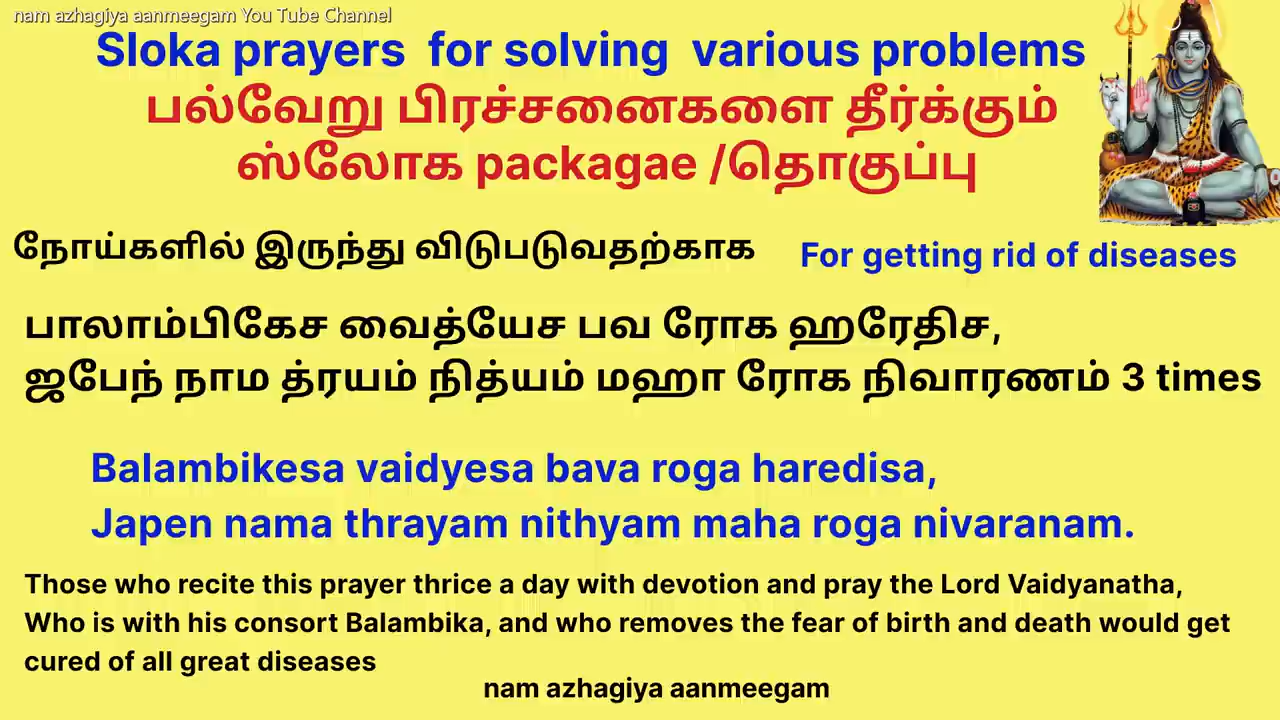 nam azhagiya aanmeegam You Tube Channel
Sloka prayers for solving various problems
பல்வேறு பிரச்சனைகளை தீர்க்கும்
ஸ்லோக packagae /தொகுப்பு
நோய்களில் இருந்து விடுபடுவதற்காக
For getting rid of diseases
பாலாம்பிகேச வைத்யேச பவ ரோக ஹரேதிச,
ஜபேந் நாம த்ரயம் நித்யம் மஹா ரோக நிவாரணம் 3 times
Balambikesa vaidyesa bava roga haredisa,
Japen nama thrayam nithyam maha roga nivaranam.
Those who recite this prayer thrice a day with devotion and pray the Lord Vaidyanatha,
Who is with his consort Balambika, and who removes the fear of birth and death would get
cured of all great diseases
nam azhagiya aanmeegam